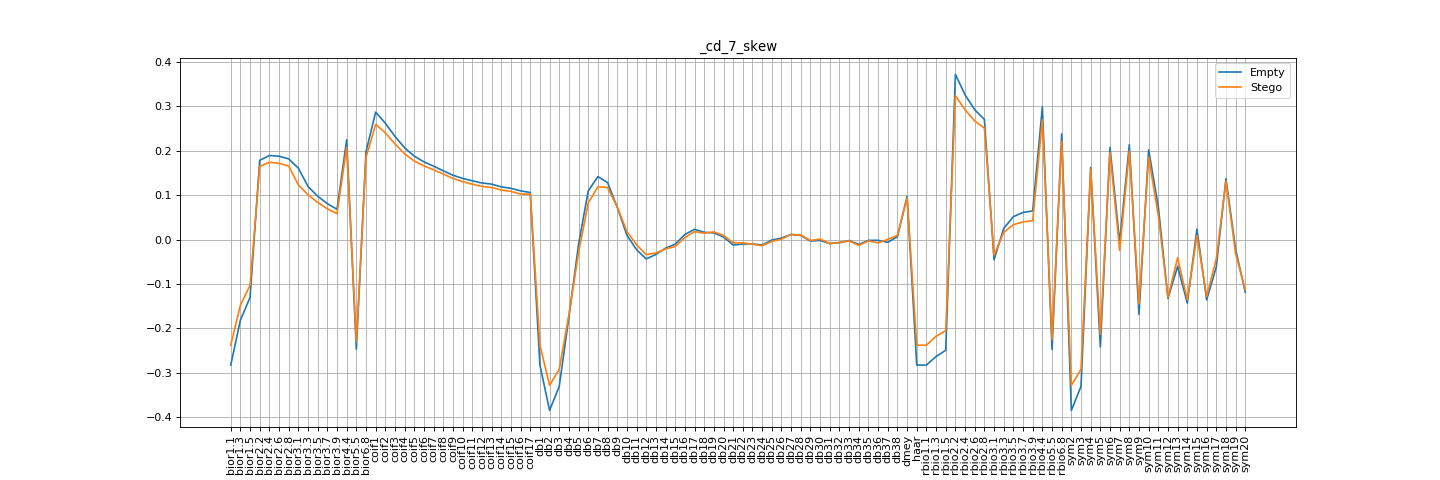 _cd_7_skew
Empty
Stego
0.4
0.3
0.2
0.1
0.0
−0.1
−0.2
−0.3
−0.4
bior1.1
bior1.3
bior1.5
bior2.2
bior2.4
bior2.6
bior2.8
bior3.1
bior3.3
bior3.5
bior3.7
bior3.9
bior4.4
bior5.5
bior6.8
coif1
coif2
coif3
coif4
coif5
coif6
coif7
coif8
coif9
coif10
coif11
coif12
coif13
coif14
coif15
coif16
coif17
db1
db2
db3
db4
db5
db6
db7
db8
db9
db10
db11
db12
db13
db14
db15
db16
db17
db18
db19
db20
db21
db22
db23
db24
db25
db26
db27
db28
db29
db30
db31
db32
db33
db34
db35
db36
db37
db38
dmey
haar
rbio1.1
rbio1.3
rbio1.5
rbio2.2
rbio2.4
rbio2.6
rbio2.8
rbio3.1
rbio3.3
rbio3.5
rbio3.7
rbio3.9
rbio4.4
rbio5.5
rbio6.8
sym2
sym3
sym4
sym5
sym6
sym7
sym8
sym9
sym10
sym11
sym12
sym13
sym14
sym15
sym16
sym17
sym18
sym19
sym20